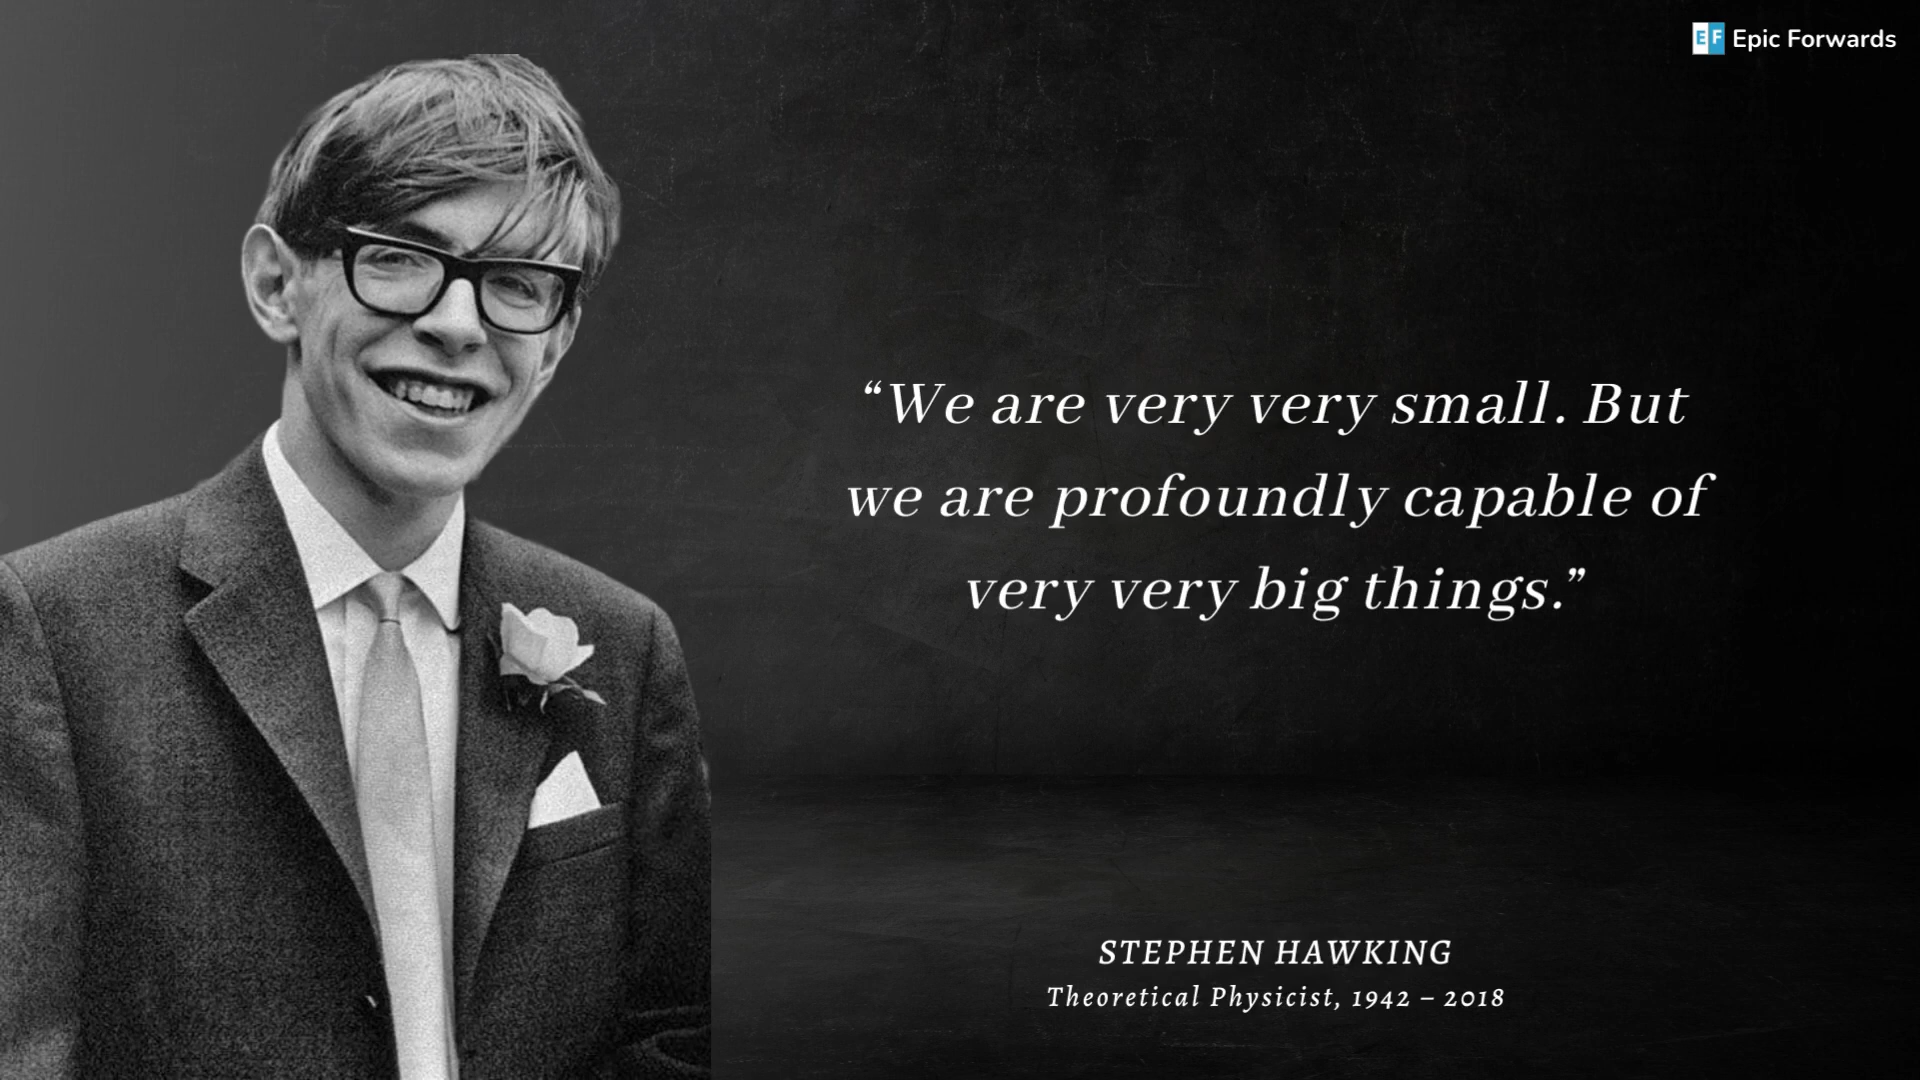 EF Epic Forwards
“We are very very small. But
we are profoundly capable of
very very big things.”
STEPHEN HAWKING
Theoretical Physicist, 1942 – 2018